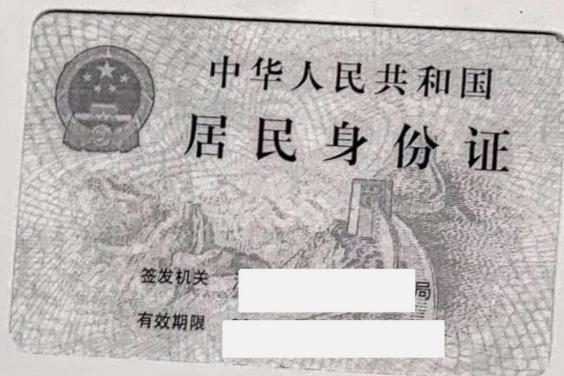 中华人民共和国
居民身份证
签发机关 局
有效期限